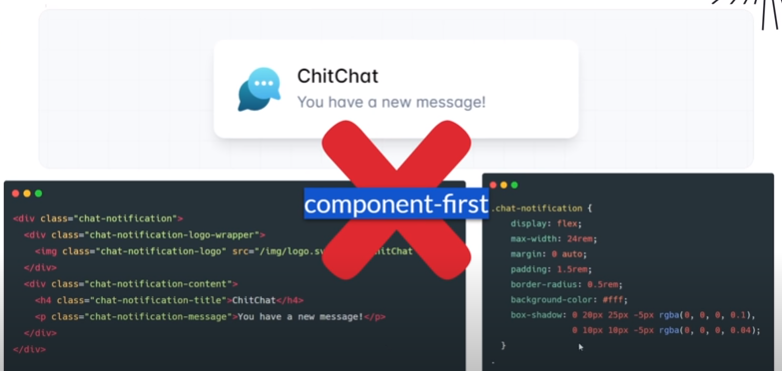 ChitChat
You have a new message!
component-first
<div class="chat-notification">
<div class="chat-notification-logo-wrapper">
<img class="chat-notification-logo" src="/img/logo.sv hitChat
</div>
<div class="chat-notification-content">
<h4 class="chat-notification-title">ChitChat</h4>
<p class="chat-notification-message">You have a new message!</p>
</div>
</div>
.chat-notification {
display: flex;
max-width: 24rem;
margin: 0 auto;
padding: 1.5rem;
border-radius: 0.5rem;
background-color: #fff;
box-shadow: 0 20px 25px -5px rgba(0, 0, 0, 0.1),
0 10px 10px -5px rgba(0, 0, 0, 0.04);
}